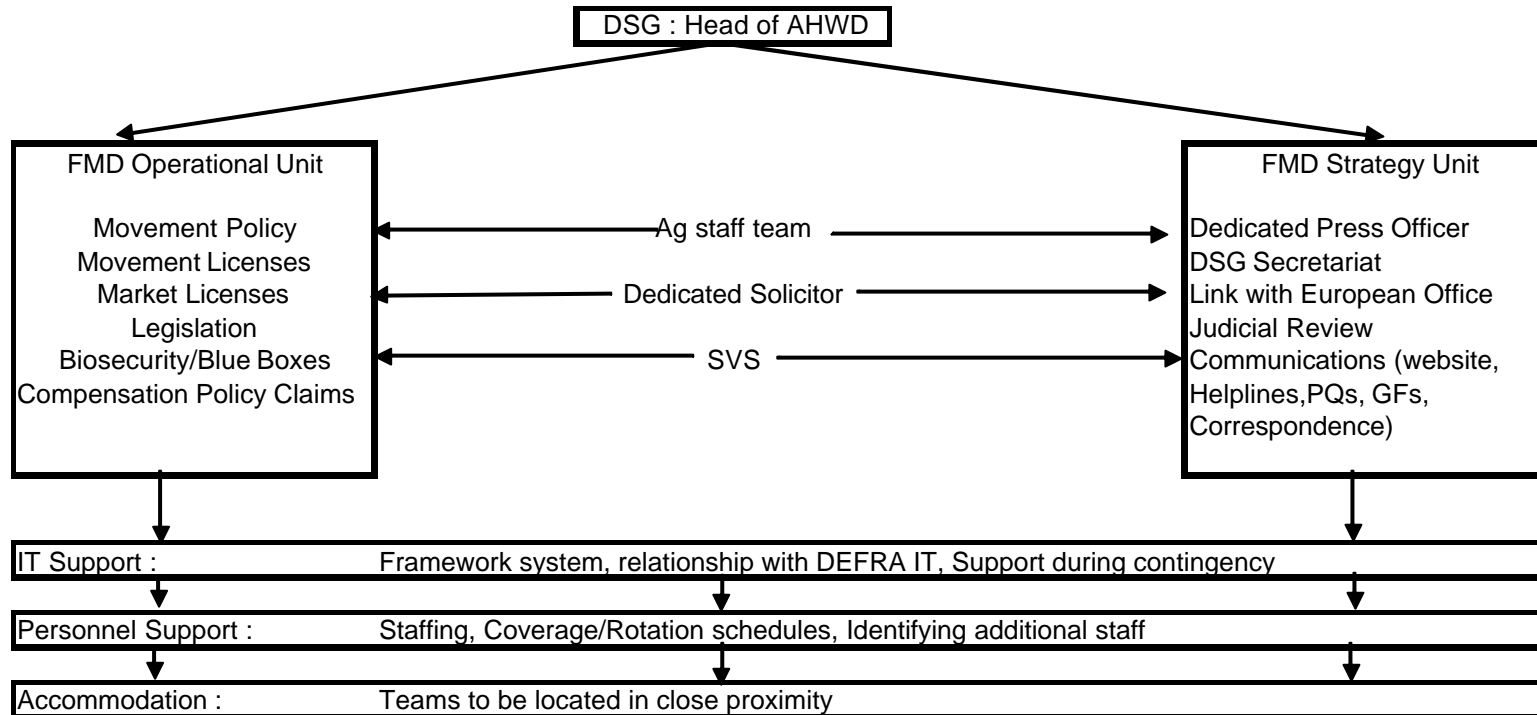 DSG : Head of AHWD
FMD Operational Unit
Movement Policy
Movement Licenses
Market Licenses
Legislation
Biosecurity/Blue Boxes
Compensation Policy Claims
Ag staff team
Dedicated Solicitor
SVS
FMD Strategy Unit
Dedicated Press Officer
DSG Secretariat
Link with European Office
Judicial Review
Communications (website,
Helplines,PQs, GFs,
Correspondence)
IT Support : Framework system, relationship with DEFRA IT, Support during contingency
Personnel Support : Staffing, Coverage/Rotation schedules, Identifying additional staff
Accommodation : Teams to be located in close proximity